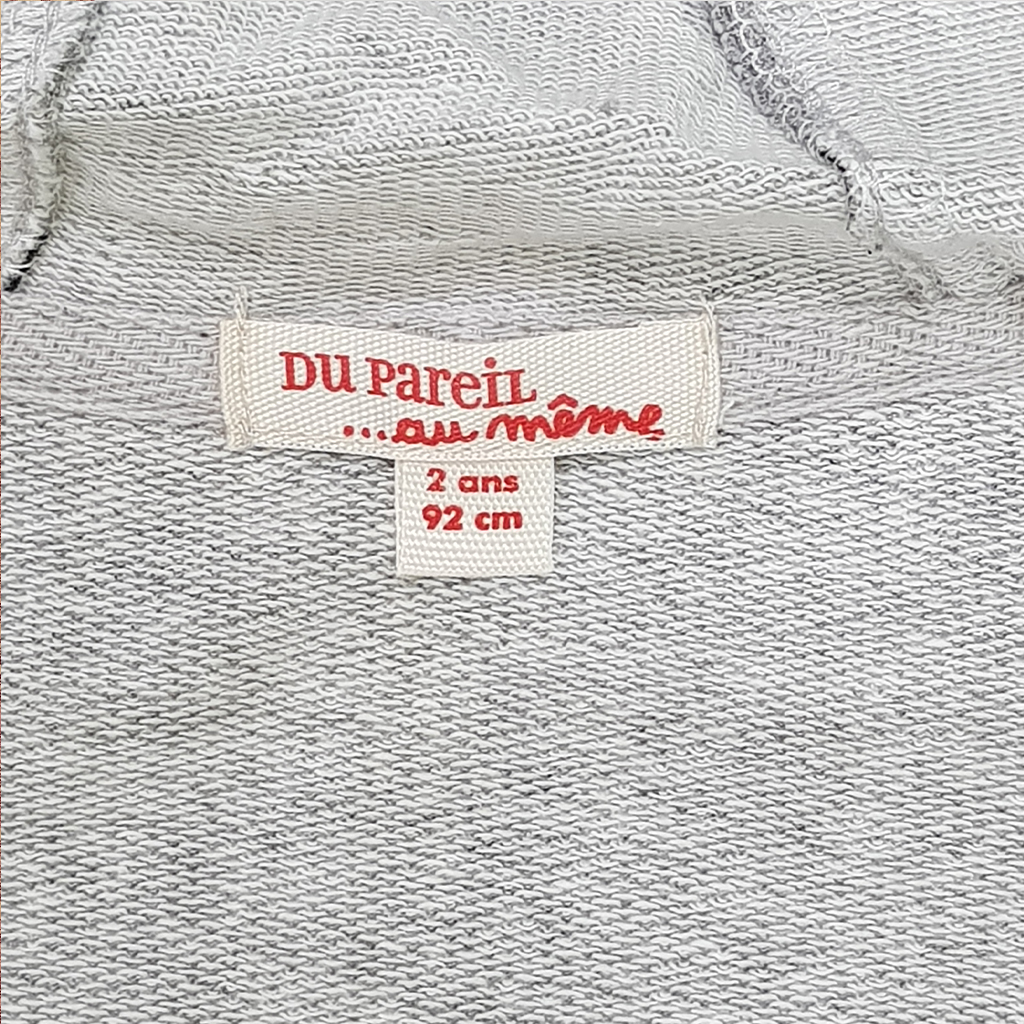 DU PareiL
...au même
2 ans
92 cm